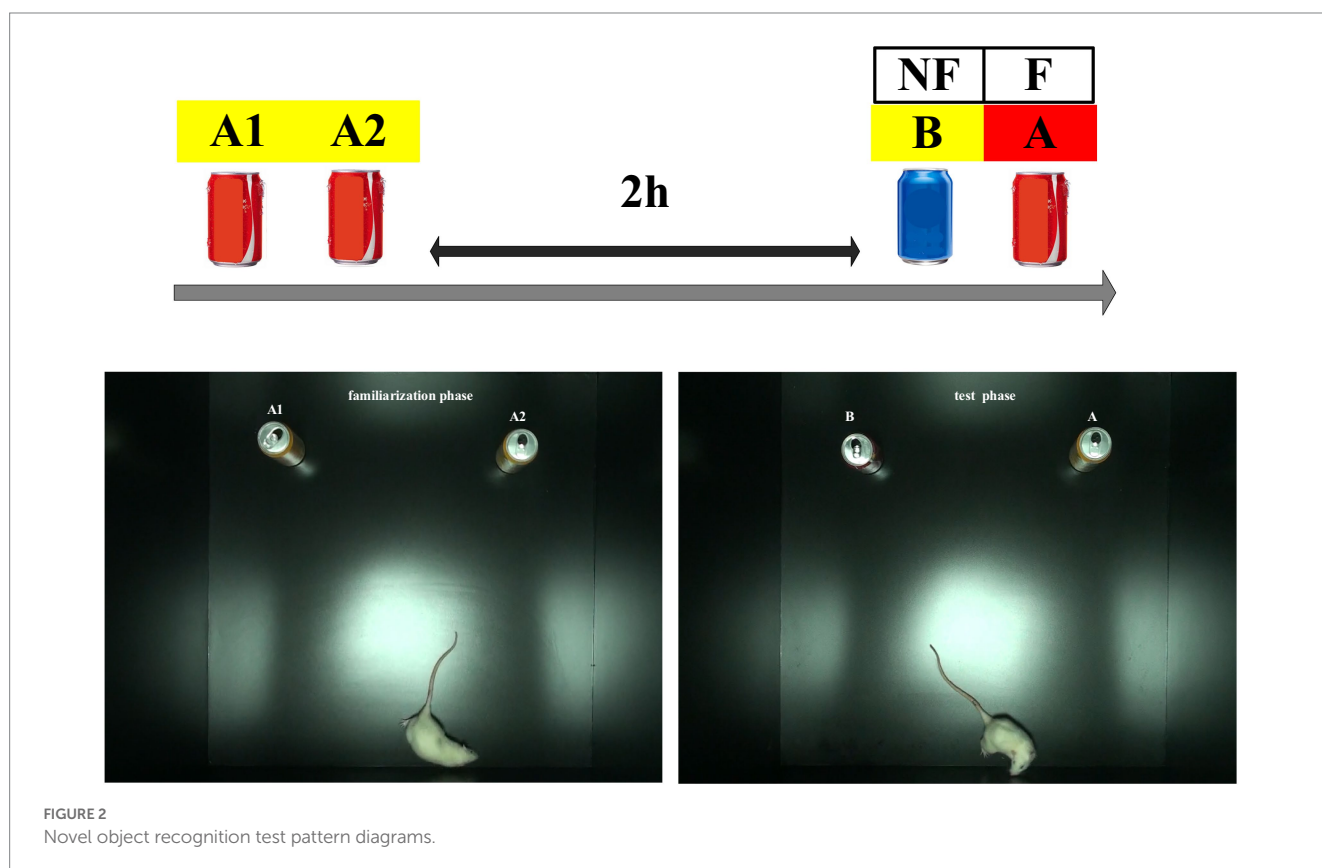 NF F
A1 A2 B A
2h
familiarization phase
A1 A2
test phase
B A
FIGURE 2
Novel object recognition test pattern diagrams.